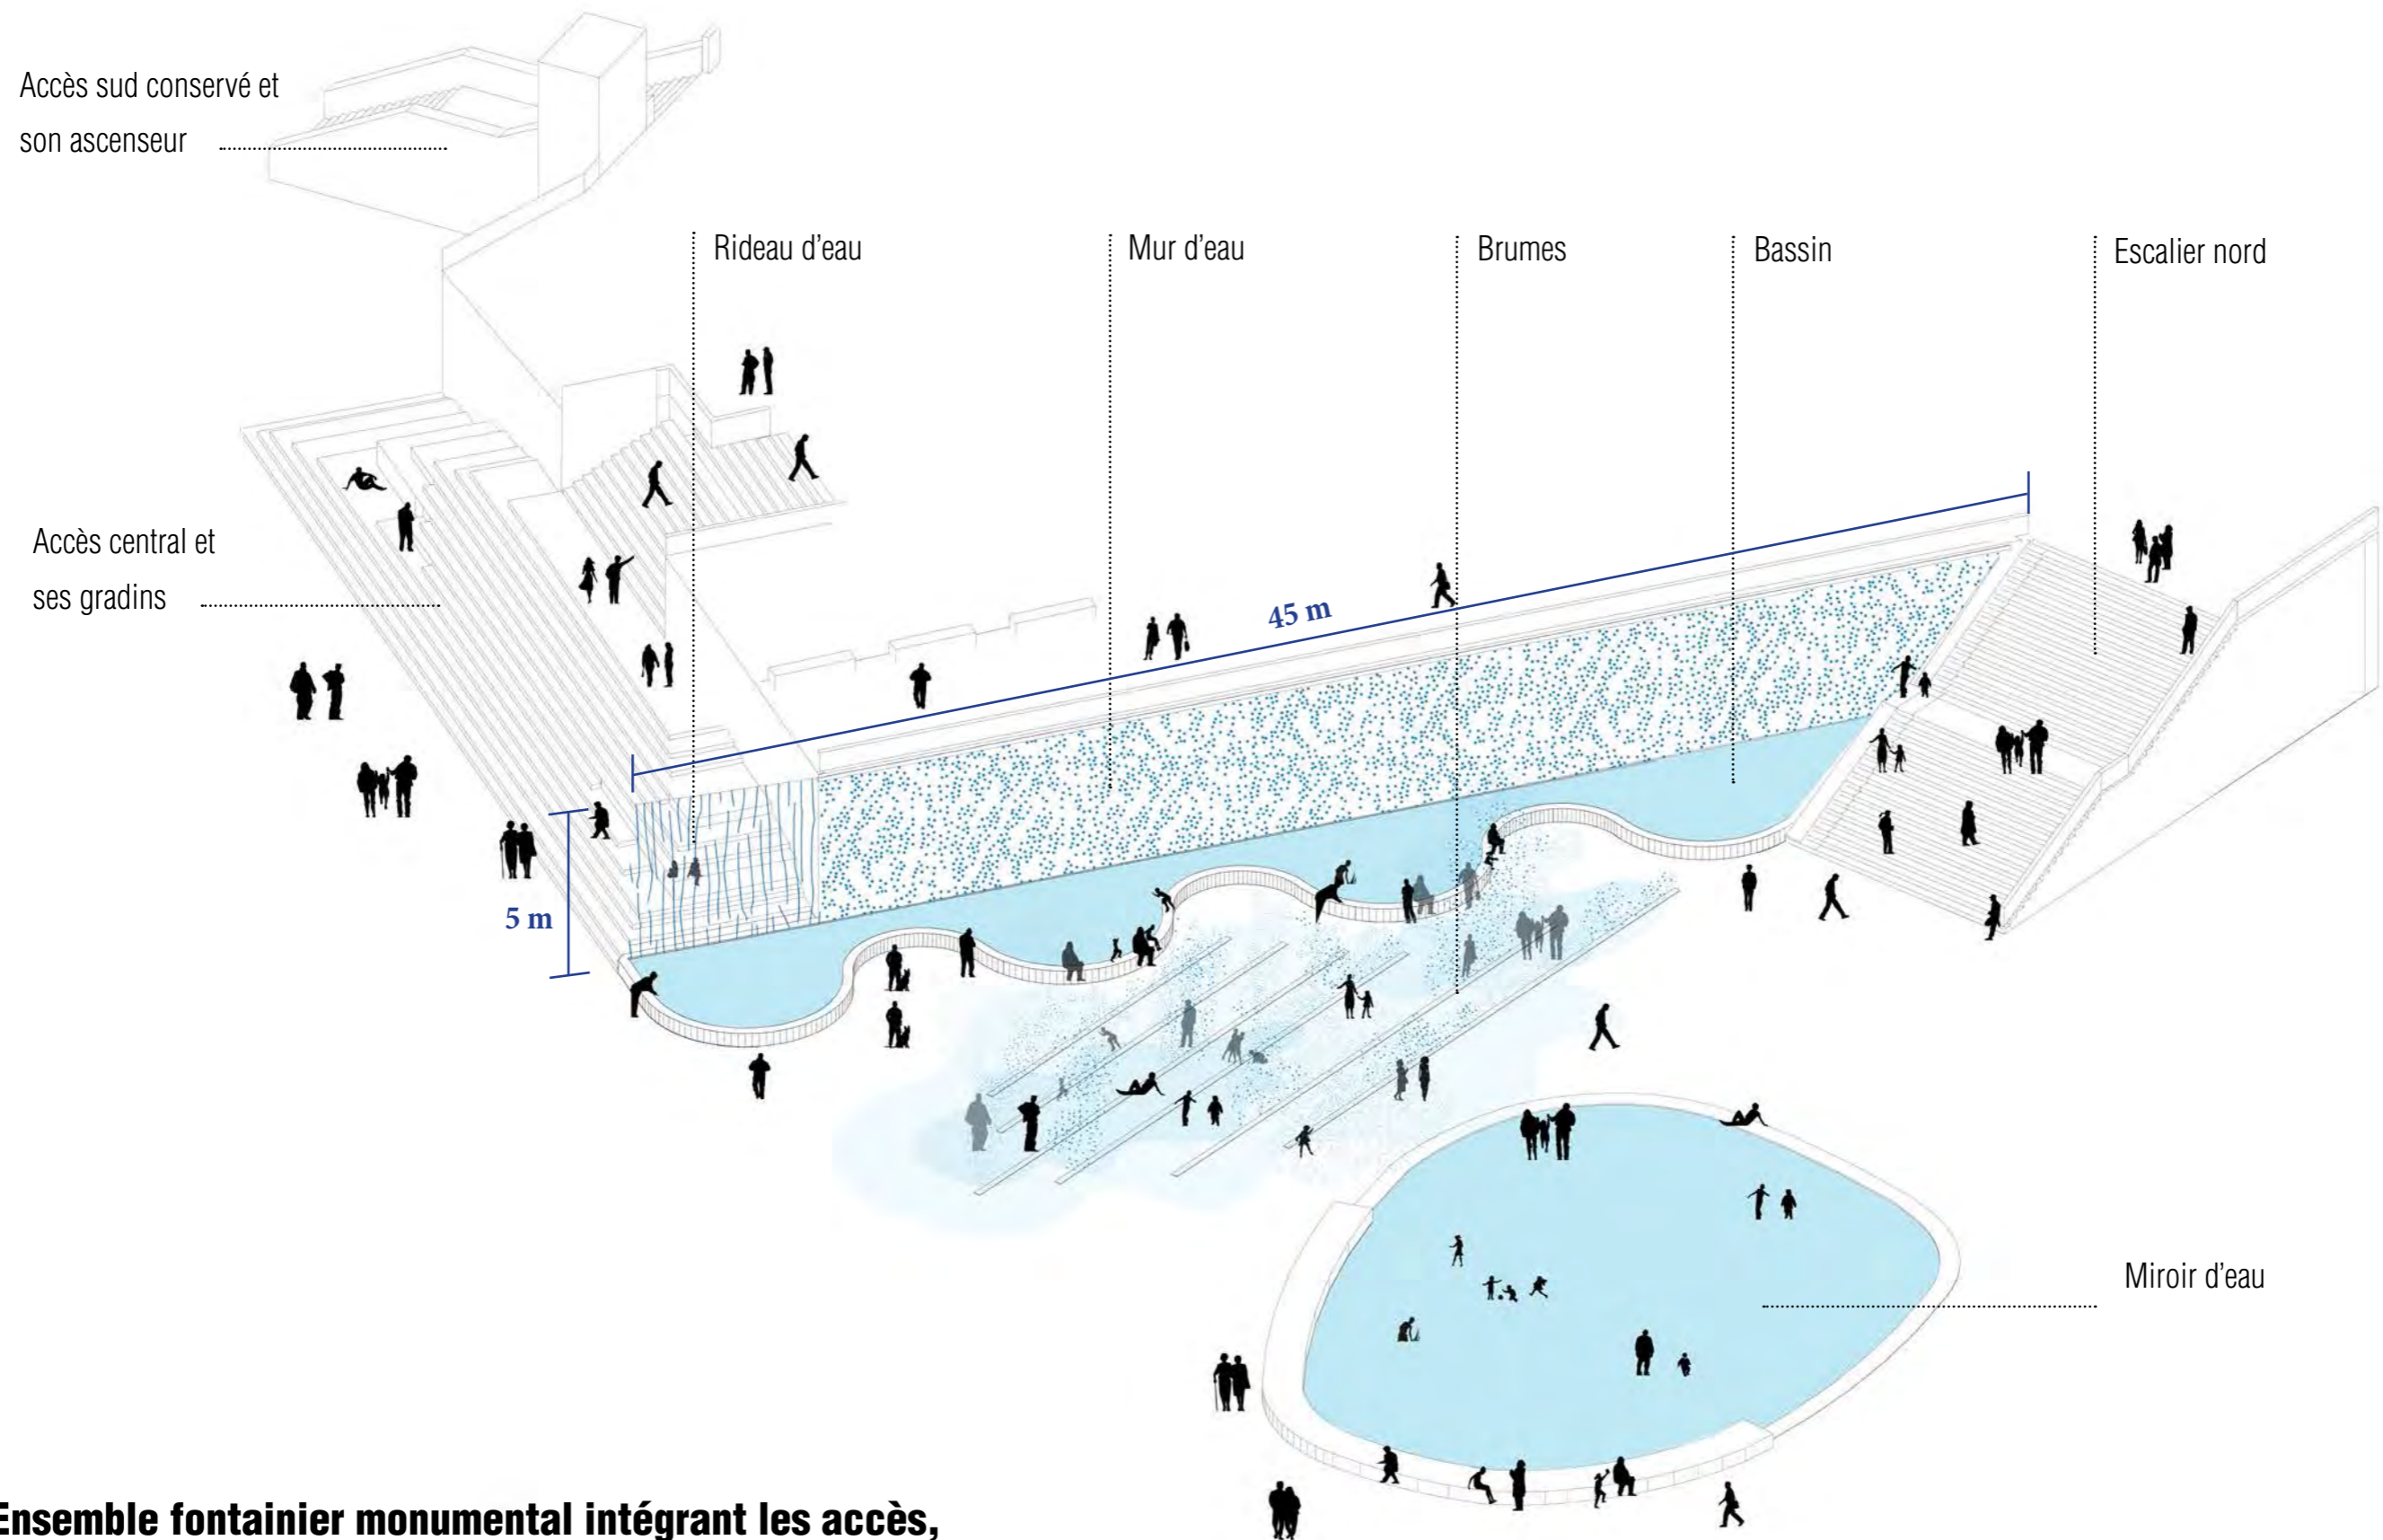 Accès sud conservé et
son ascenseur
Rideau d'eau
Mur d'eau
Brumes
Bassin
Escalier nord
Accès central et
ses gradins
45 m
5 m
Miroir d'eau
Ensemble fontainier monumental intégrant les accès,